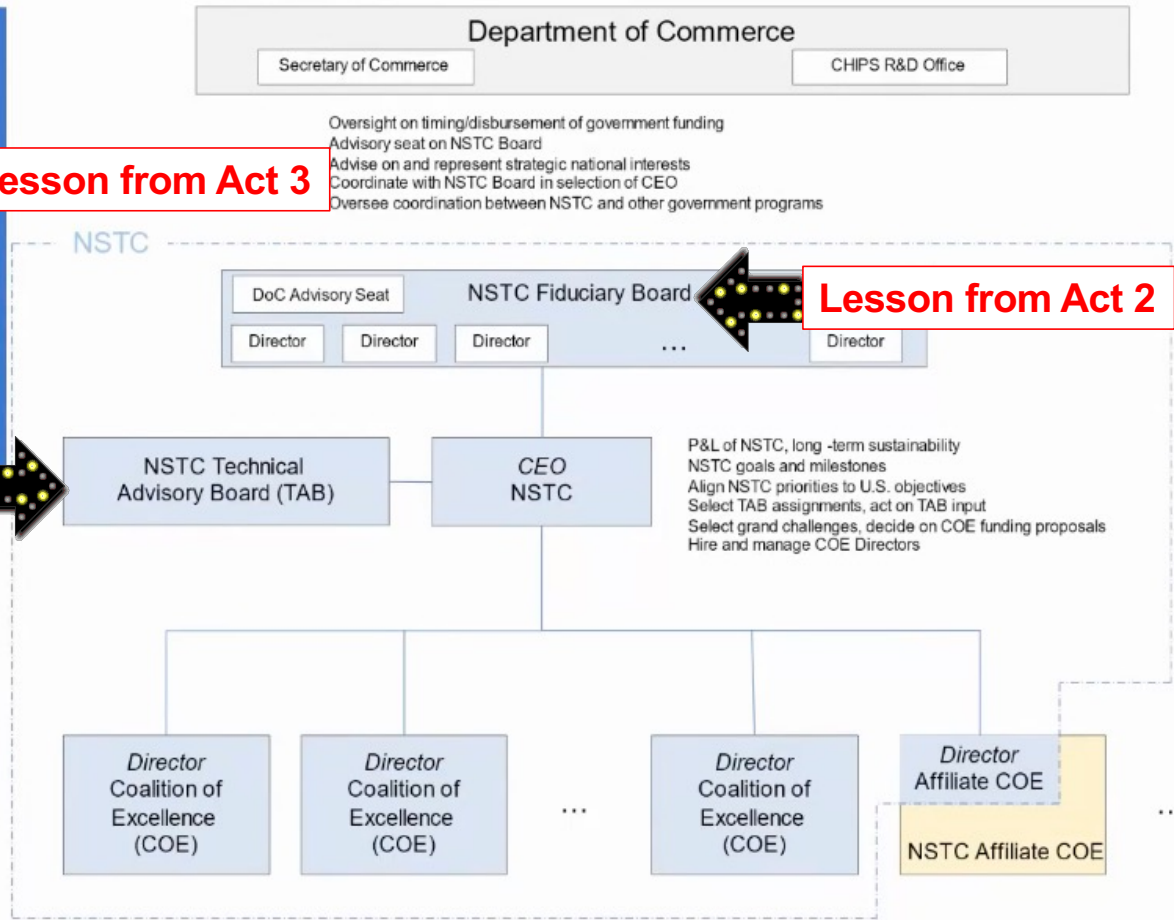 Department of Commerce
Secretary of Commerce
CHIPS R&D Office
Oversight on timing/disbursement of government funding
Advisory seat on NSTC Board
Advise on and represent strategic national interests
Coordinate with NSTC Board in selection of CEO
Oversee coordination between NSTC and other government programs
esson from Act 3
NSTC
DoC Advisory Seat
NSTC Fiduciary Board
Lesson from Act 2
Director
Director
Director
...
Director
NSTC Technical
Advisory Board (TAB)
CEO
NSTC
P&L of NSTC, long -term sustainability
NSTC goals and milestones
Align NSTC priorities to U.S. objectives
Select TAB assignments, act on TAB input
Select grand challenges, decide on COE funding proposals
Hire and manage COE Directors
Director
Coalition of
Excellence
(COE)
Director
Coalition of
Excellence
(COE)
...
Director
Coalition of
Excellence
(COE)
Director
Affiliate COE
NSTC Affiliate COE
...